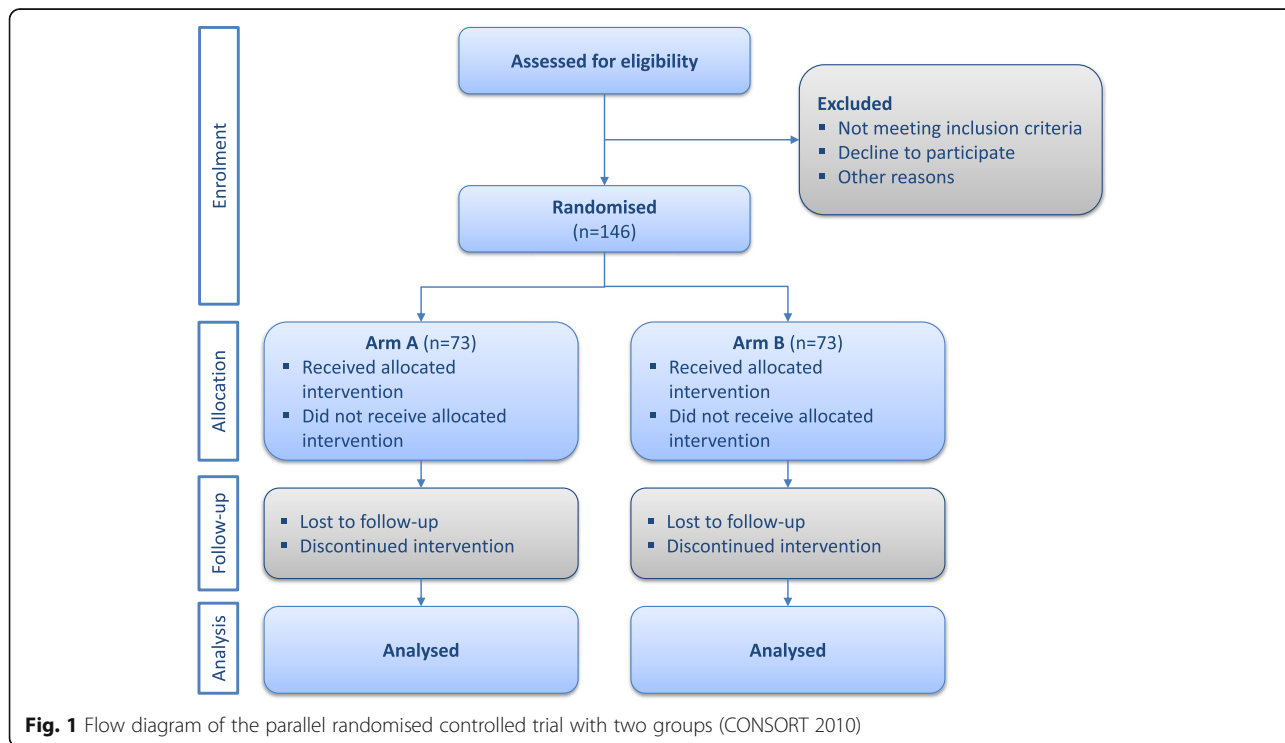 Enrolment
Assessed for eligibility
Excluded
▪ Not meeting inclusion criteria
▪ Decline to participate
▪ Other reasons
Randomised
(n=146)
Allocation
Arm A (n=73)
▪ Received allocated
intervention
▪ Did not receive allocated
intervention
Arm B (n=73)
▪ Received allocated
intervention
▪ Did not receive allocated
intervention
Follow-up
▪ Lost to follow-up
▪ Discontinued intervention
▪ Lost to follow-up
▪ Discontinued intervention
Analysis
Analysed
Analysed
Fig. 1 Flow diagram of the parallel randomised controlled trial with two groups (CONSORT 2010)